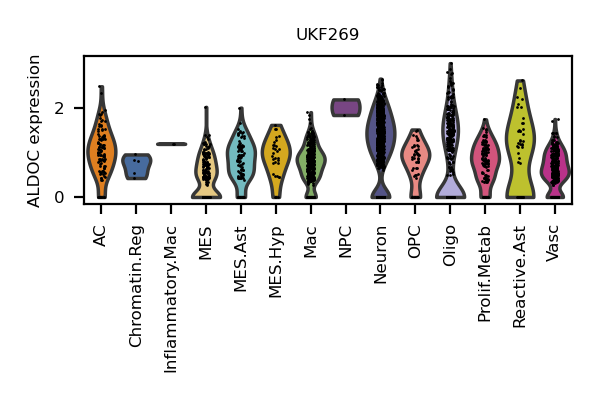 UKF269
ALDOC expression
2
0
AC
Chromatin.Reg
Inflammatory.Mac
MES
MES.Ast
MES.Hyp
Mac
NPC
Neuron
OPC
Oligo
Prolif.Metab
Reactive.Ast
Vasc